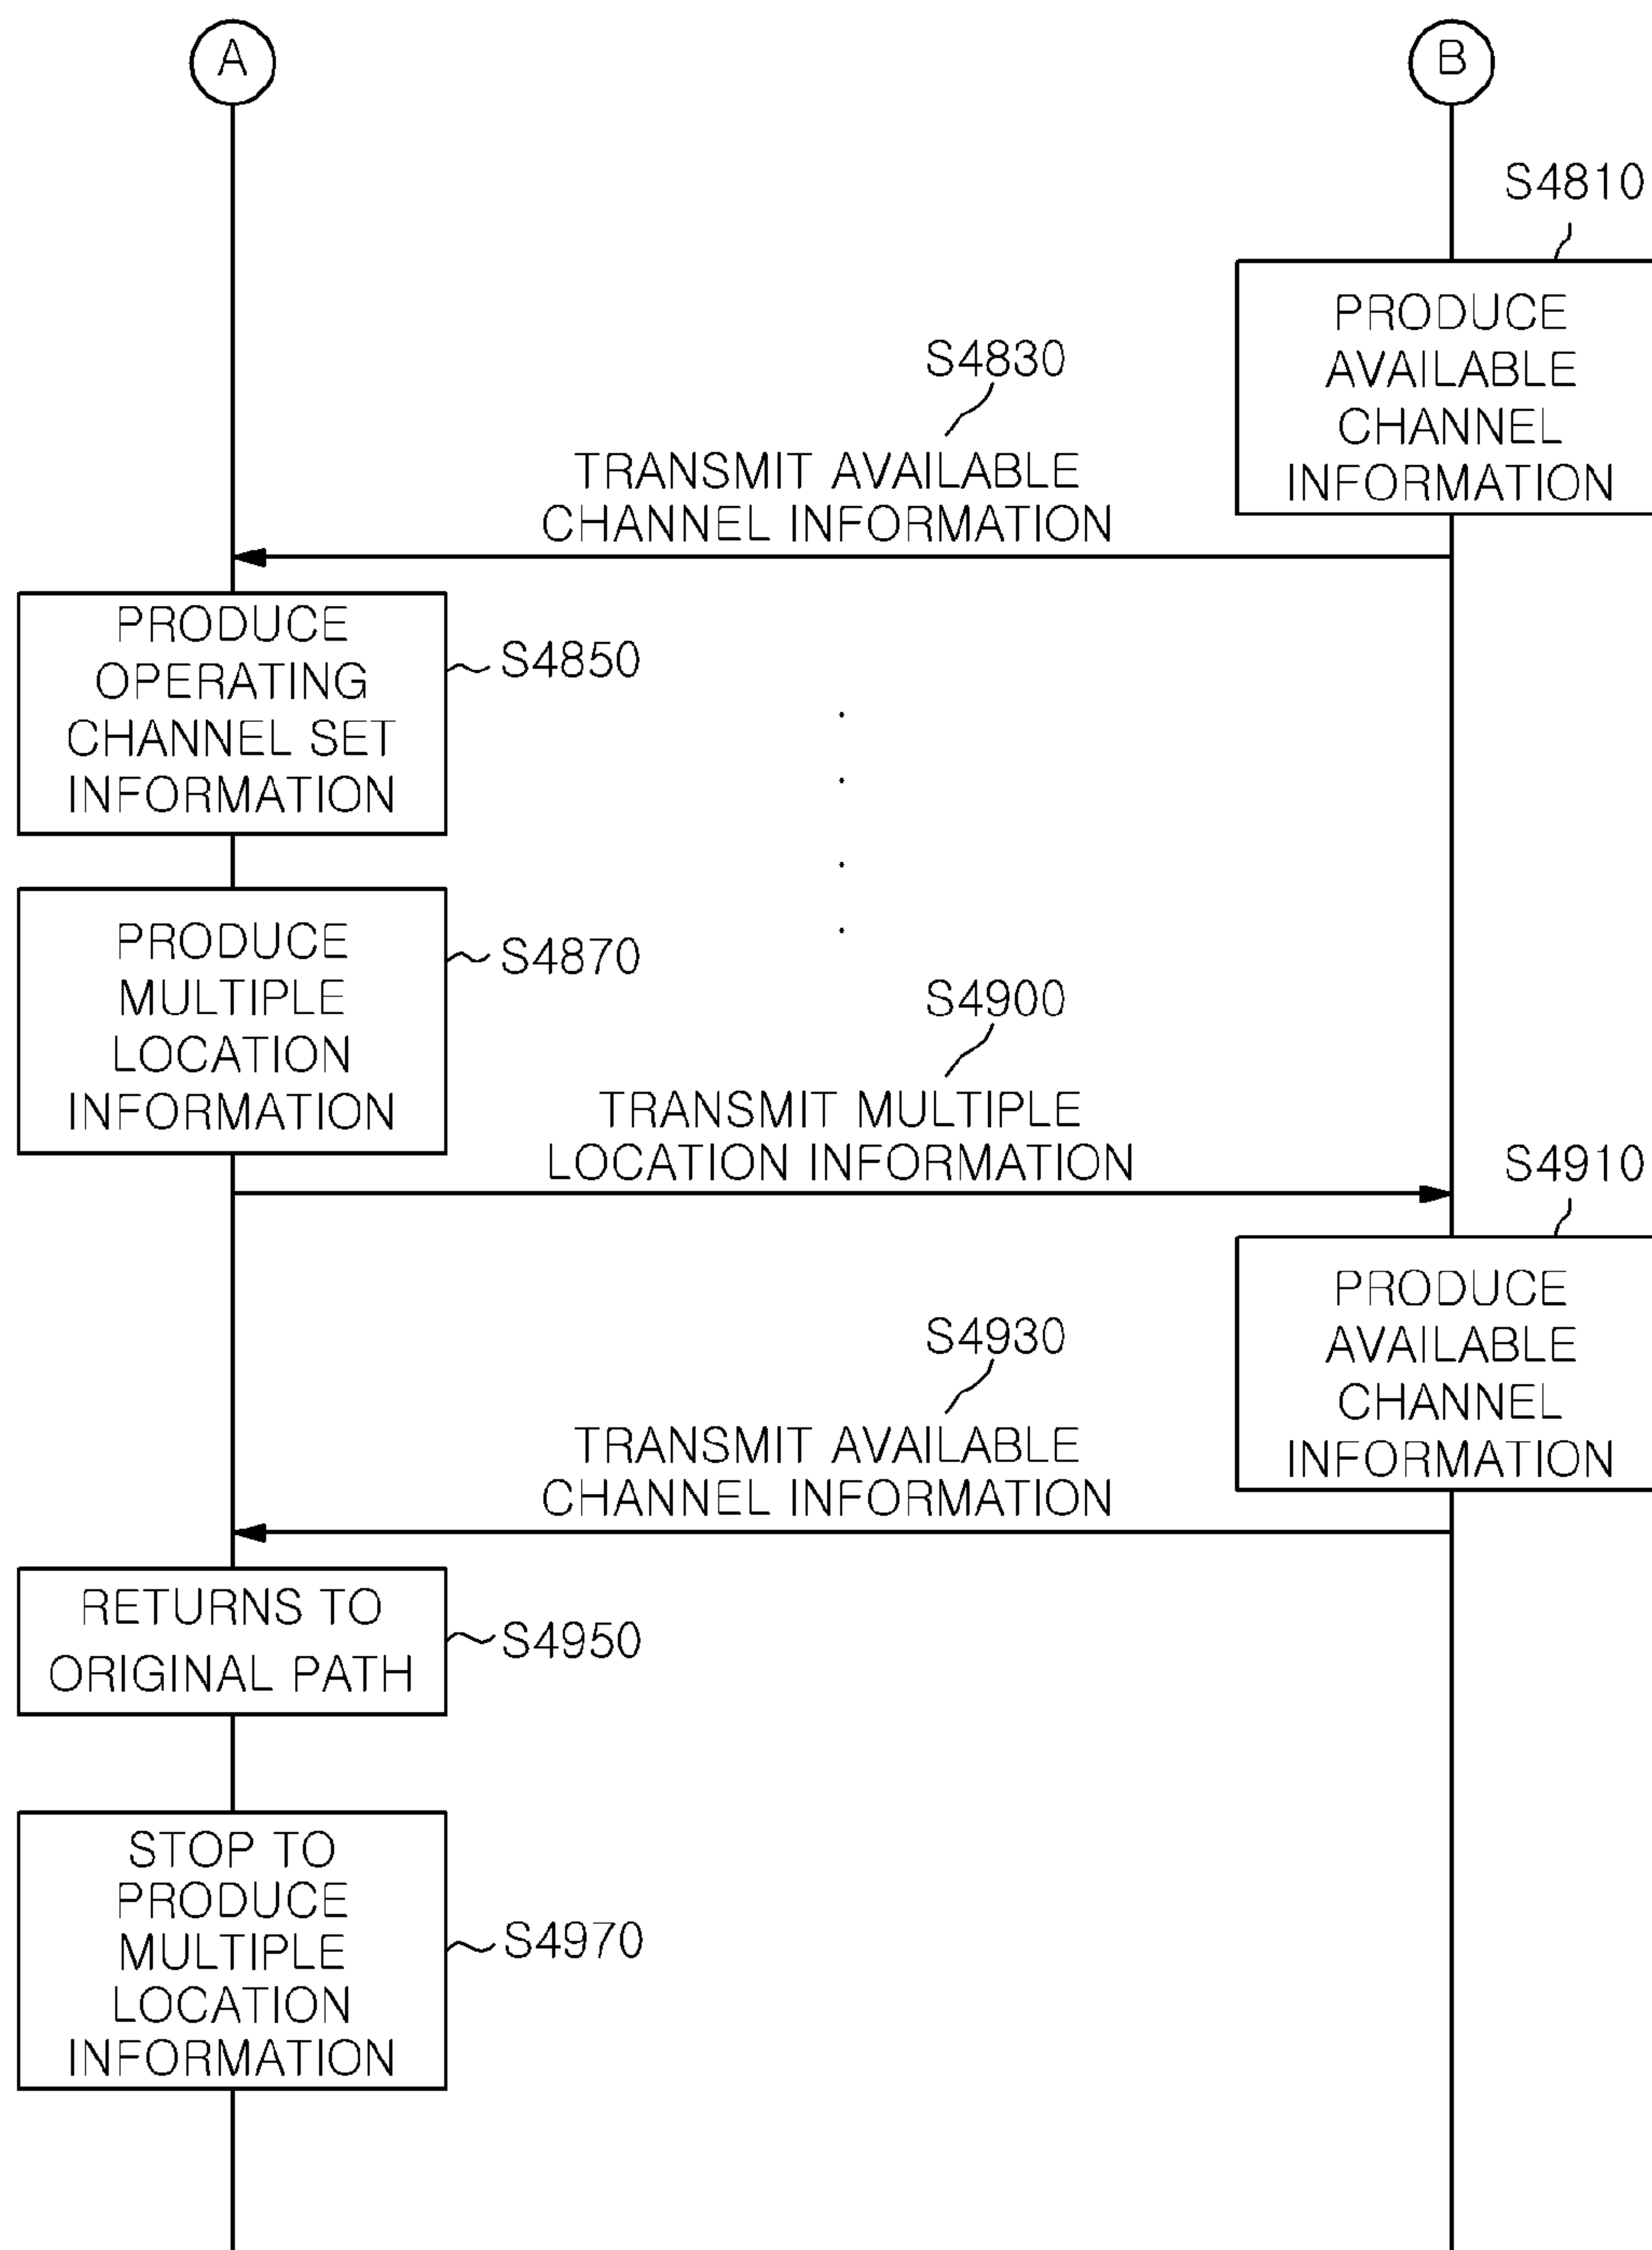 A
B
S4810
PRODUCE
AVAILABLE
CHANNEL
INFORMATION
S4830
TRANSMIT AVAILABLE
CHANNEL INFORMATION
PRODUCE
OPERATING
CHANNEL SET
INFORMATION
S4850
PRODUCE
MULTIPLE
LOCATION
INFORMATION
S4870
S4900
TRANSMIT MULTIPLE
LOCATION INFORMATION
S4910
PRODUCE
AVAILABLE
CHANNEL
INFORMATION
S4930
TRANSMIT AVAILABLE
CHANNEL INFORMATION
RETURNS TO
ORIGINAL PATH
S4950
STOP TO
PRODUCE
MULTIPLE
LOCATION
INFORMATION
S4970